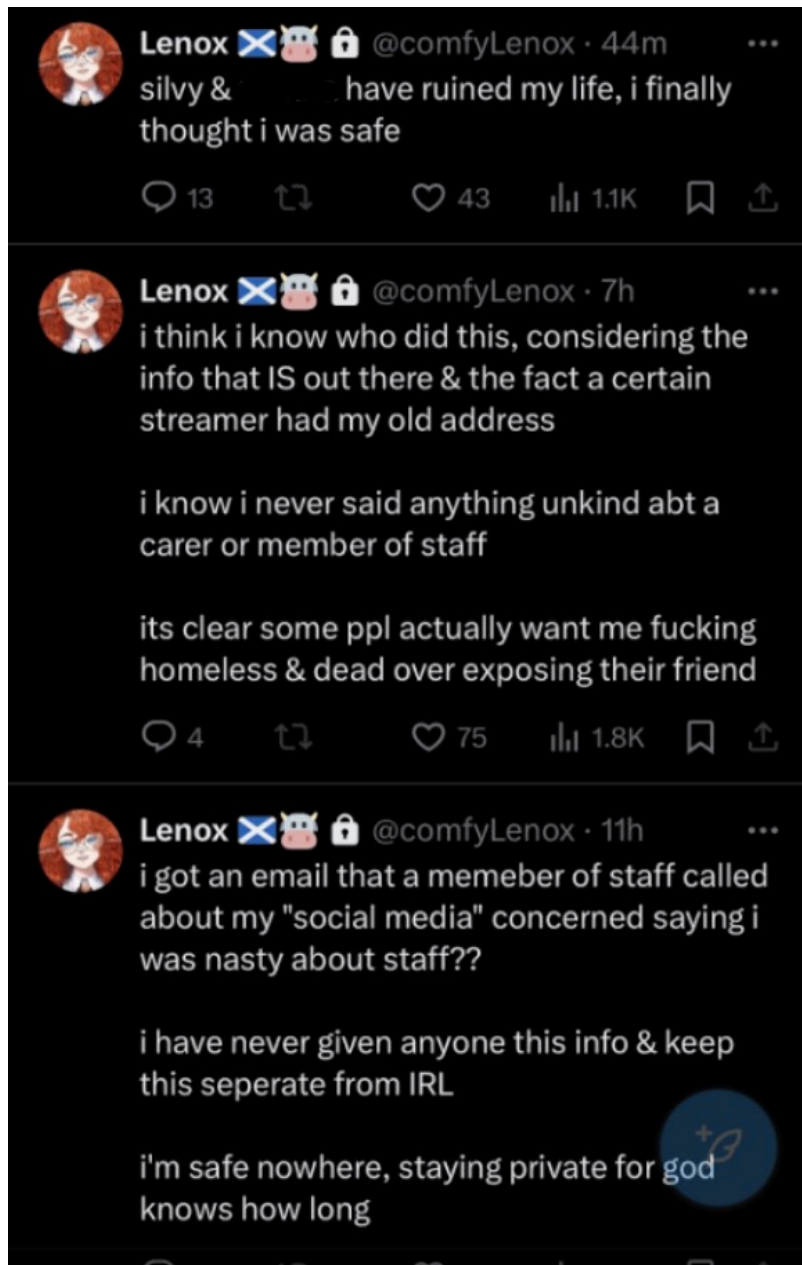 Lenox 🏴󠁧󠁢󠁳󠁣󠁴󠁿🐮 🔒 @comfyLenox · 44m
silvy & have ruined my life, i finally
thought i was safe
13 43 1.1K
Lenox 🏴󠁧󠁢󠁳󠁣󠁴󠁿🐮 🔒 @comfyLenox · 7h
i think i know who did this, considering the
info that IS out there & the fact a certain
streamer had my old address
i know i never said anything unkind abt a
carer or member of staff
its clear some ppl actually want me fucking
homeless & dead over exposing their friend
4 75 1.8K
Lenox 🏴󠁧󠁢󠁳󠁣󠁴󠁿🐮 🔒 @comfyLenox · 11h
i got an email that a memeber of staff called
about my "social media" concerned saying i
was nasty about staff??
i have never given anyone this info & keep
this seperate from IRL
i'm safe nowhere, staying private for god
knows how long